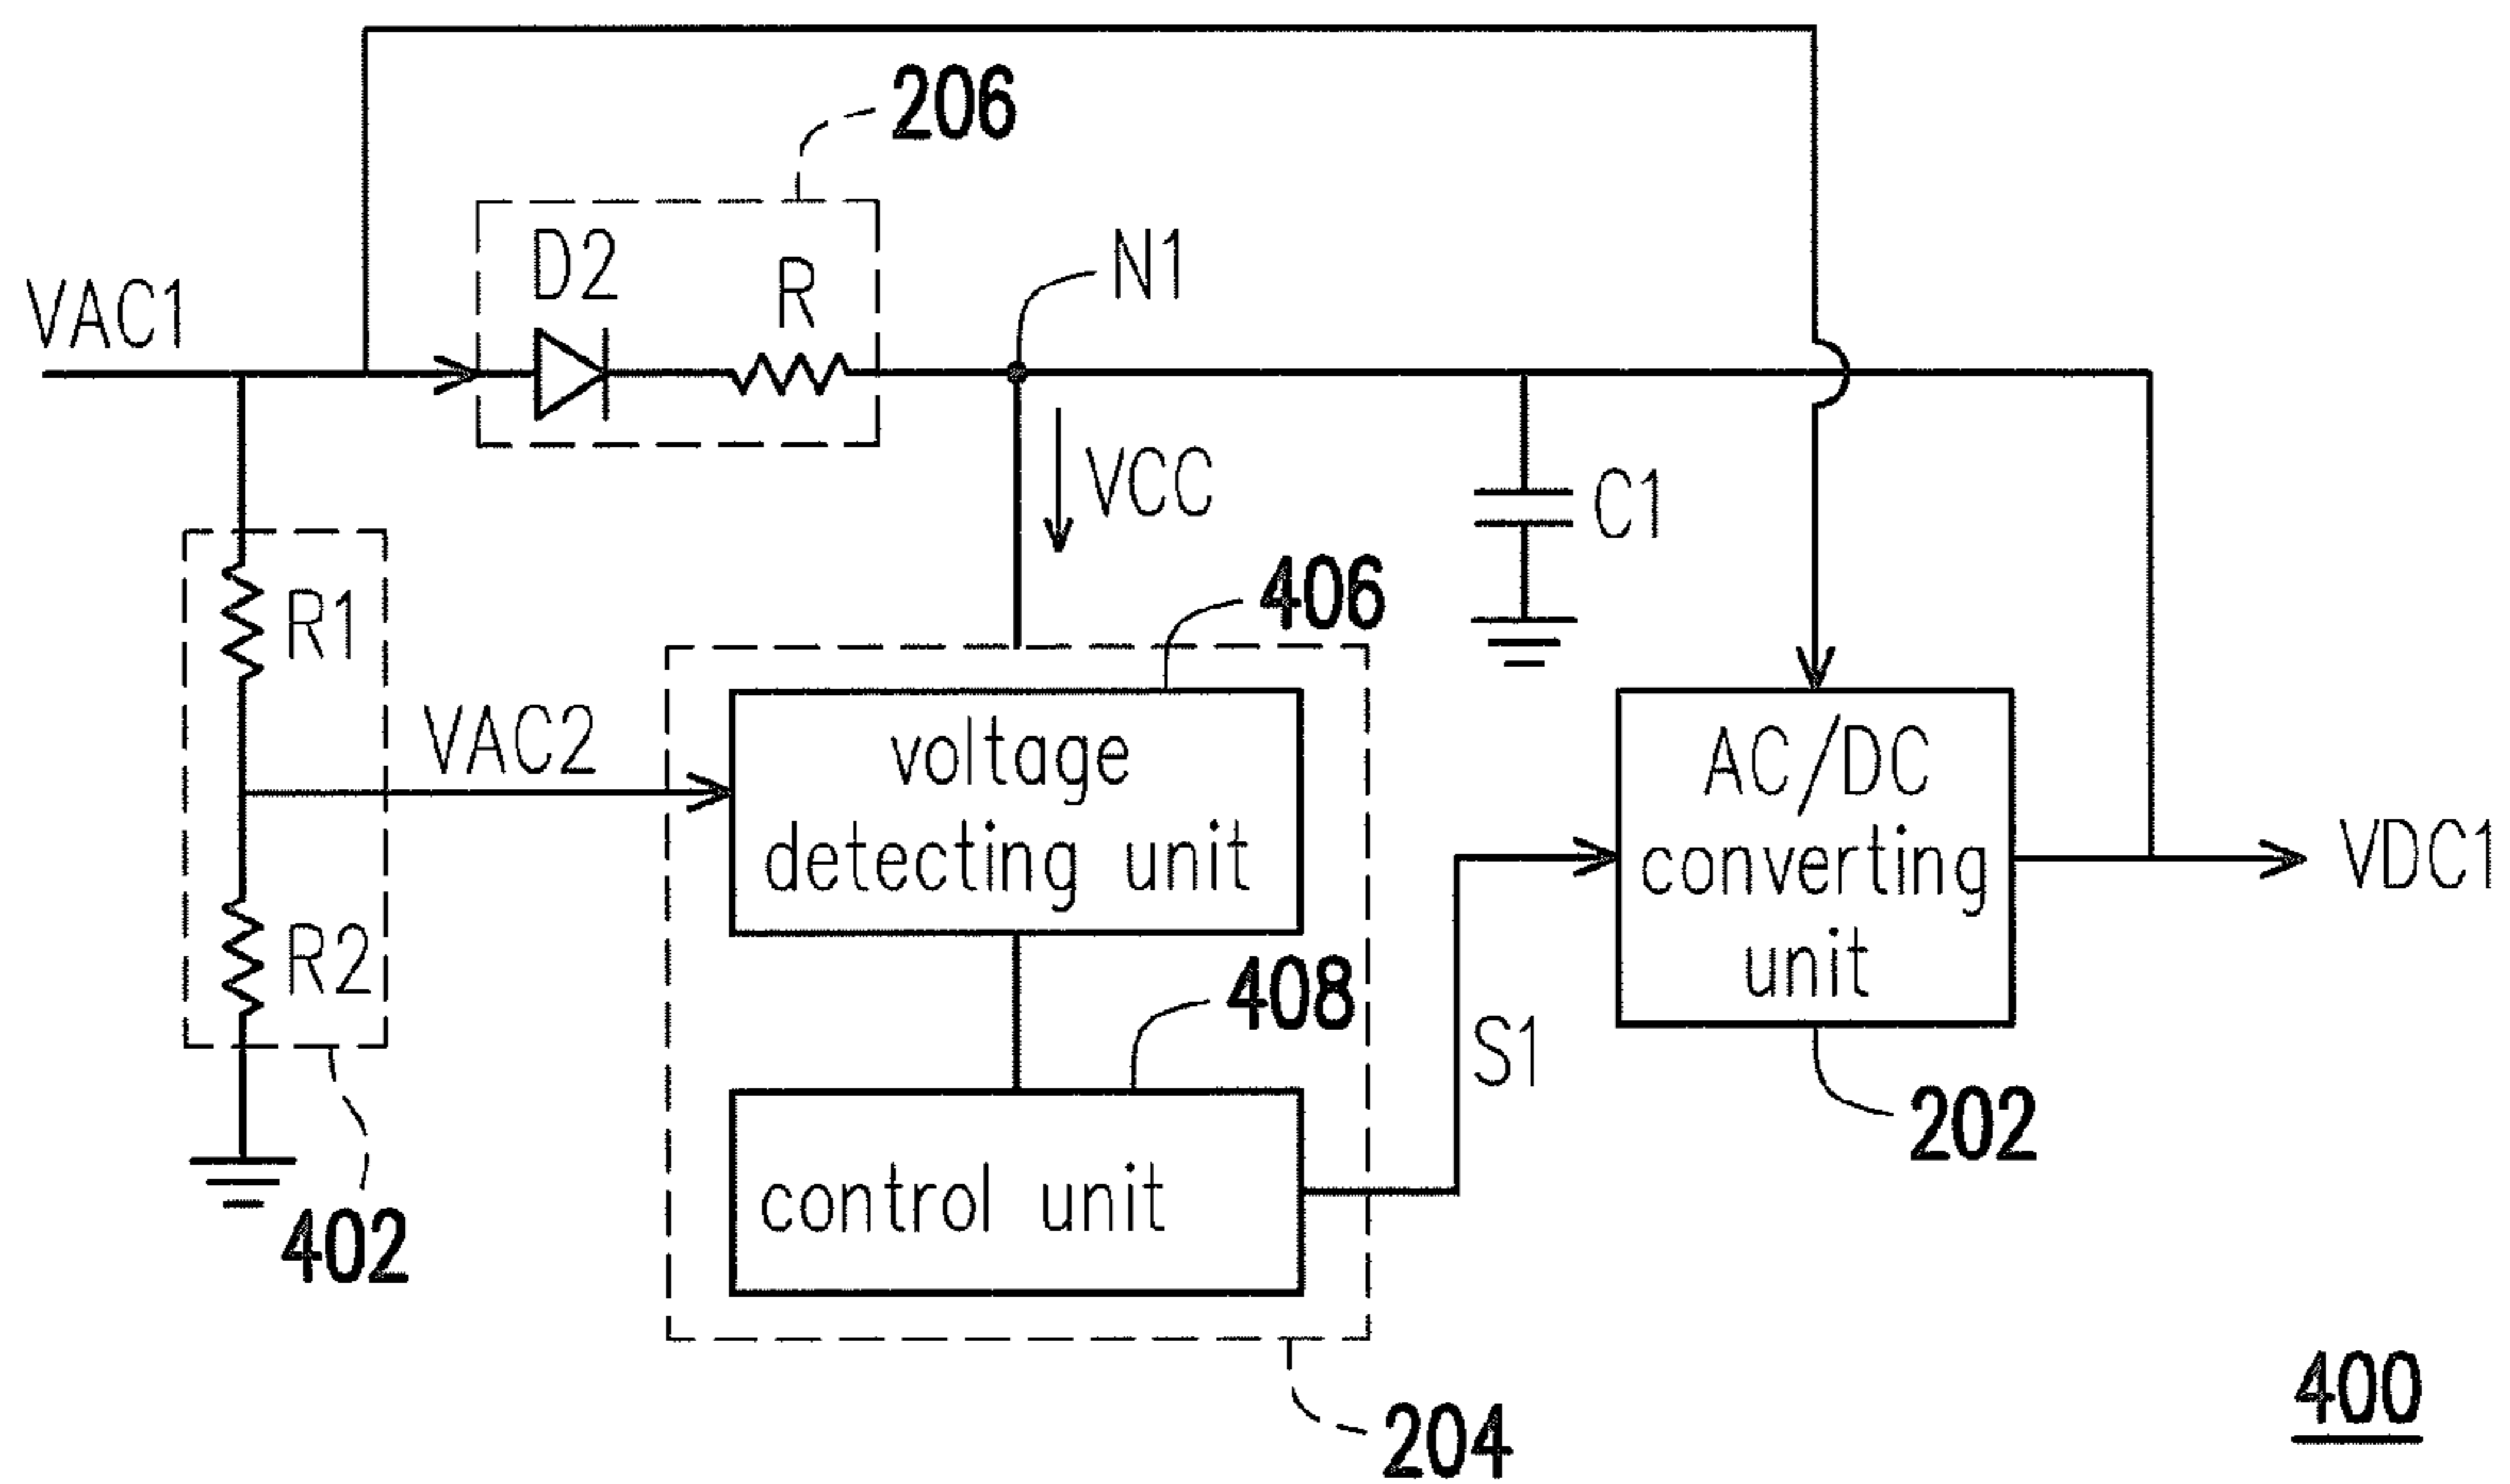 206
D2
R
N1
VAC1
VCC
C1
406
R1
VAC2
voltage
detecting unit
AC/DC
converting
unit
VDC1
R2
408
S1
control unit
202
402
204
400